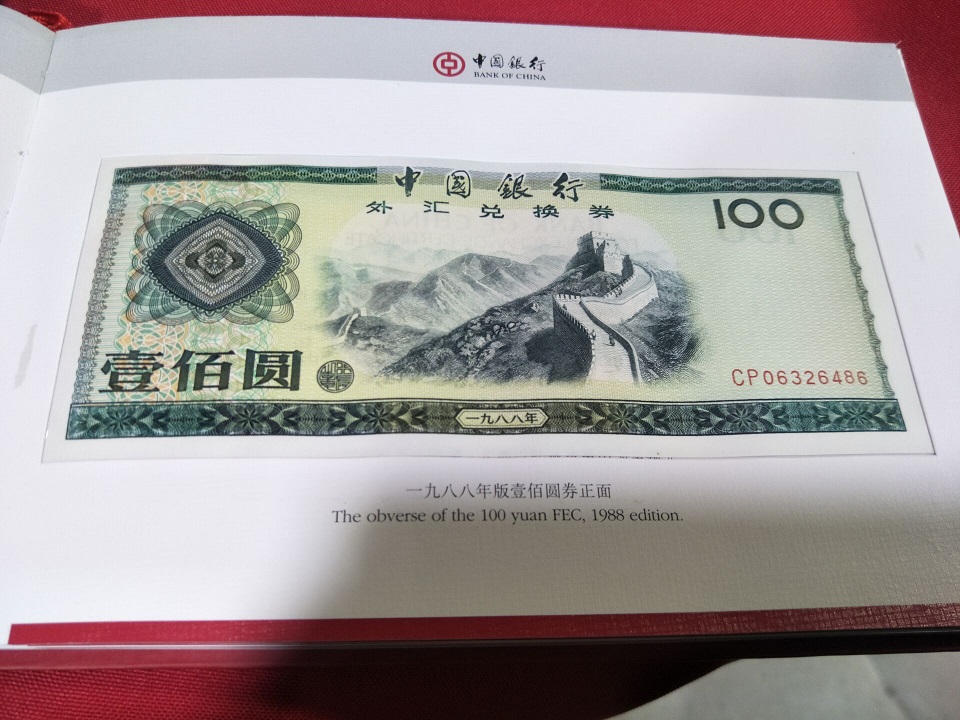 中国銀行
BANK OF CHINA
中国銀行
外汇兑换券
100
壹佰圆
CP06326486
一九八八年
一九八八年版壹佰圆券正面
The obverse of the 100 yuan FEC, 1988 edition.